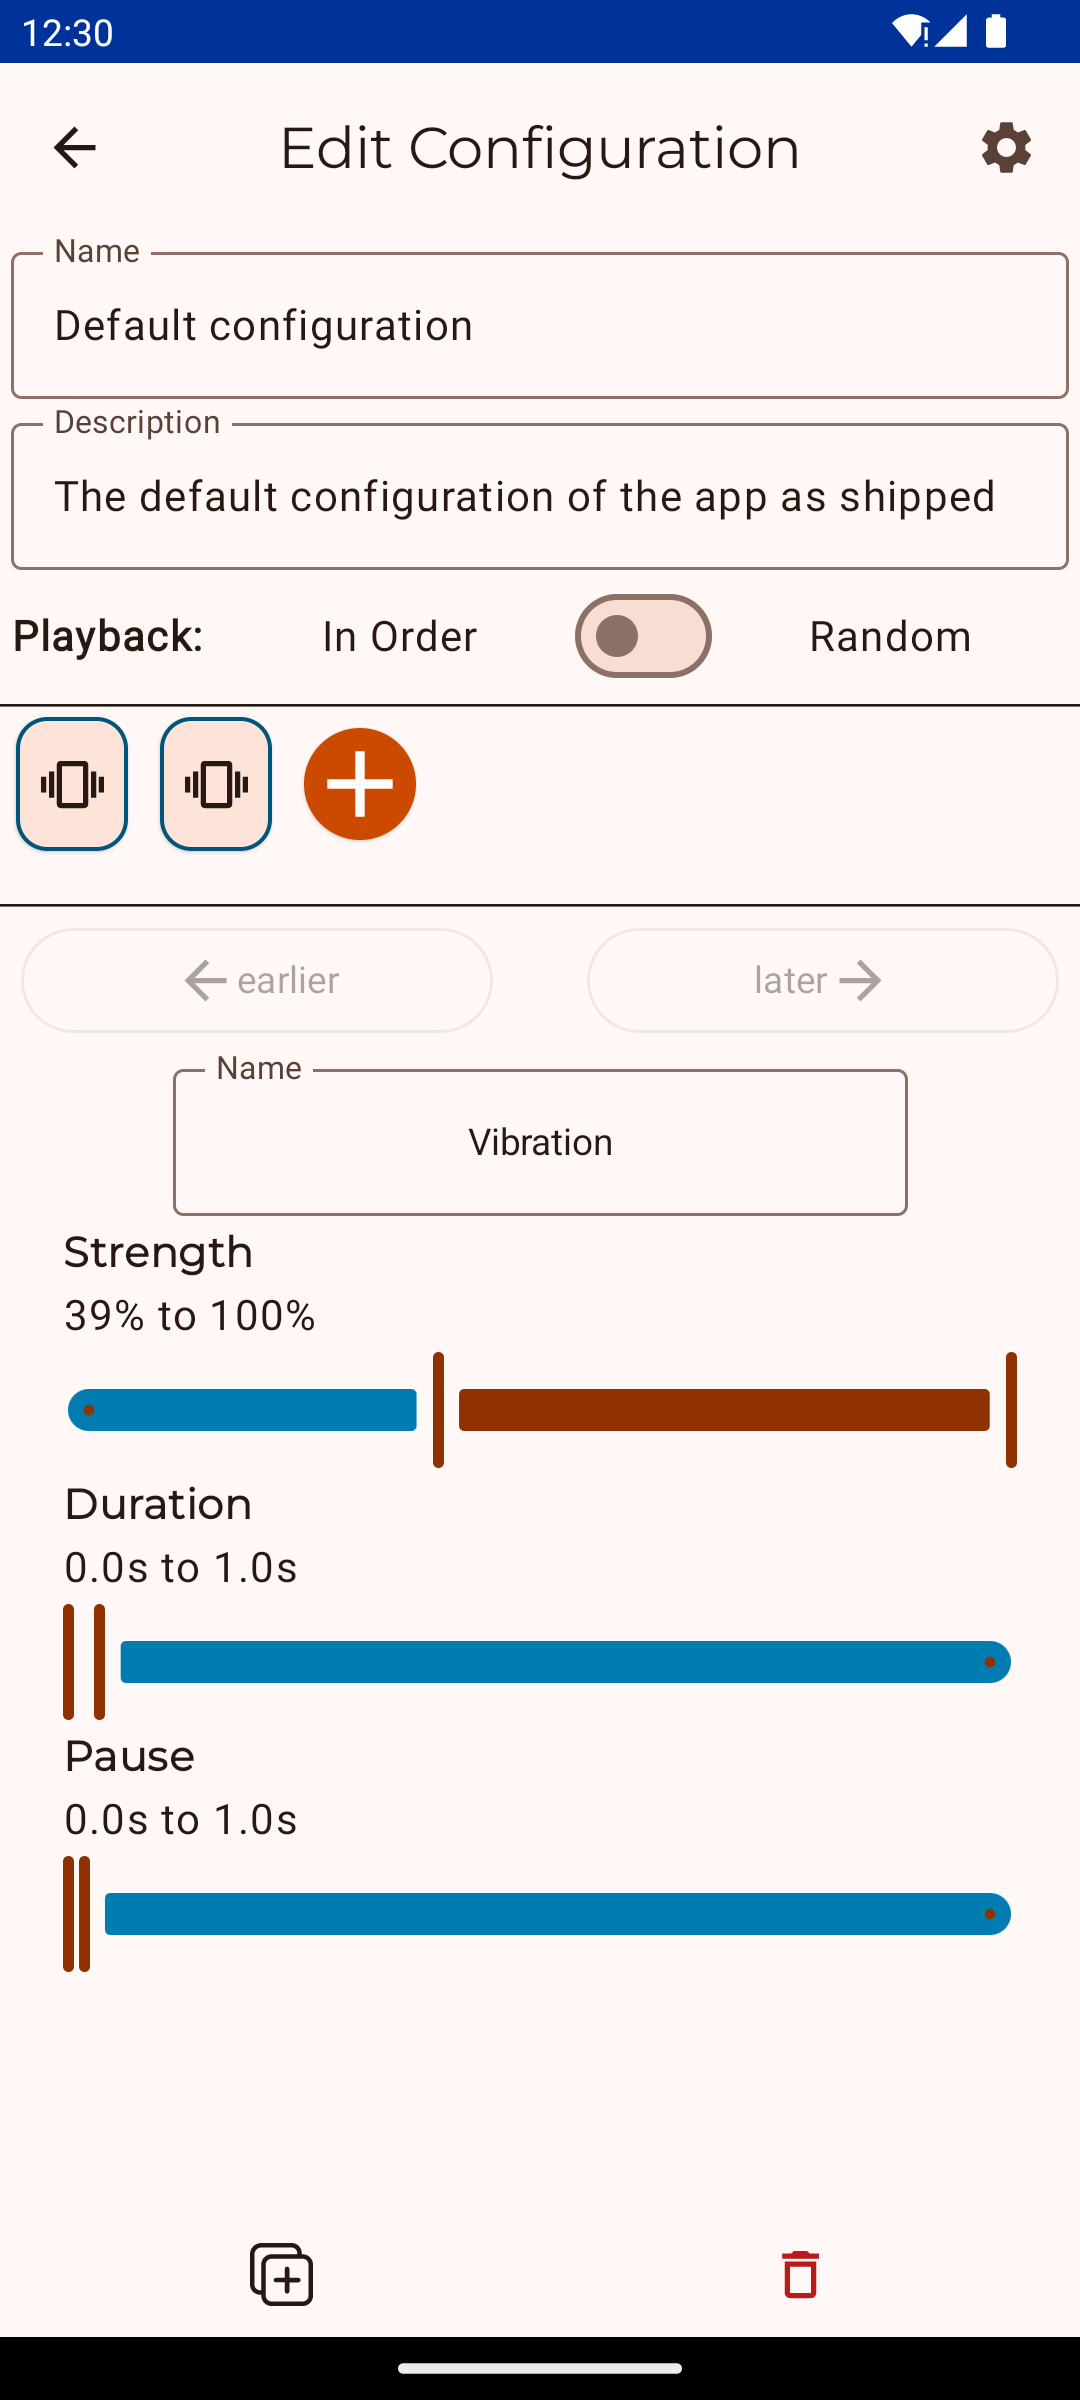 12:30
Edit Configuration
Name
Default configuration
Description
The default configuration of the app as shipped
Playback: In Order Random
earlier later
Name
Vibration
Strength
39% to 100%
Duration
0.0s to 1.0s
Pause
0.0s to 1.0s